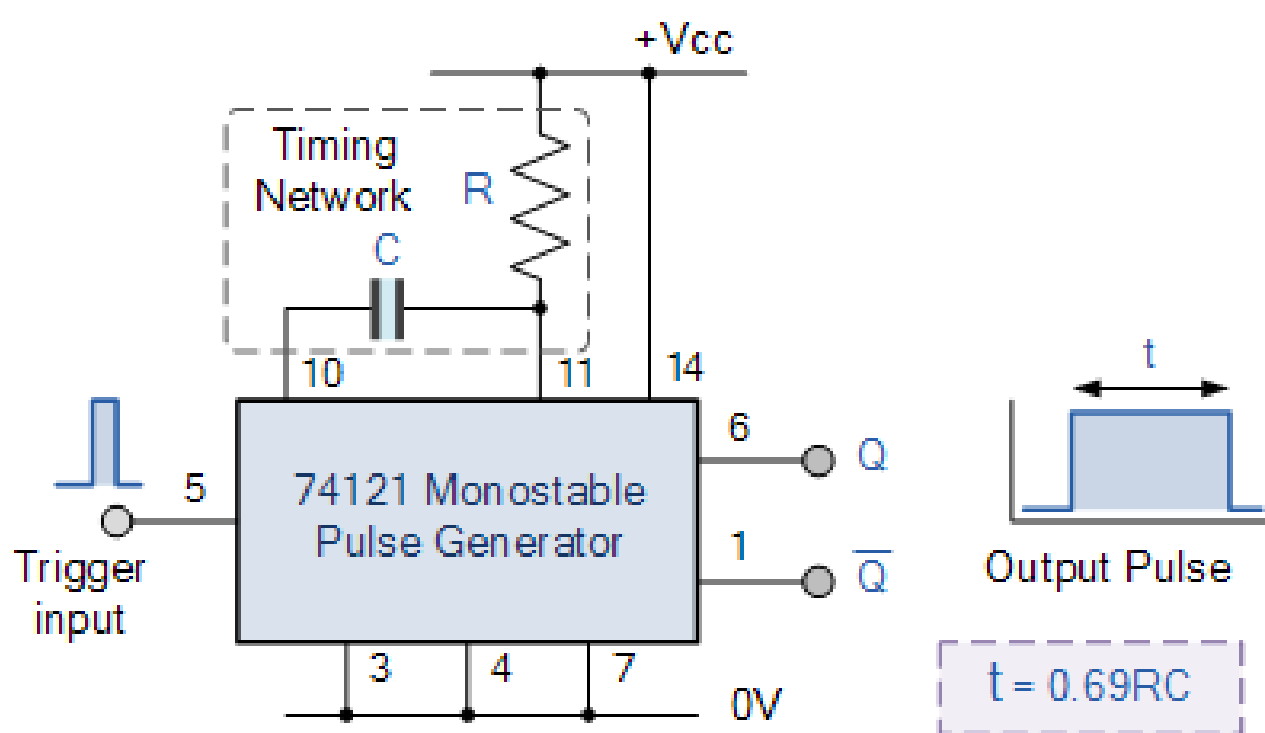 +Vcc
Timing
Network
R
C
10
11
14
5
6
Q
74121 Monostable
Pulse Generator
1
Q̅
Trigger
input
3
4
7
0V
t
Output Pulse
t = 0.69RC